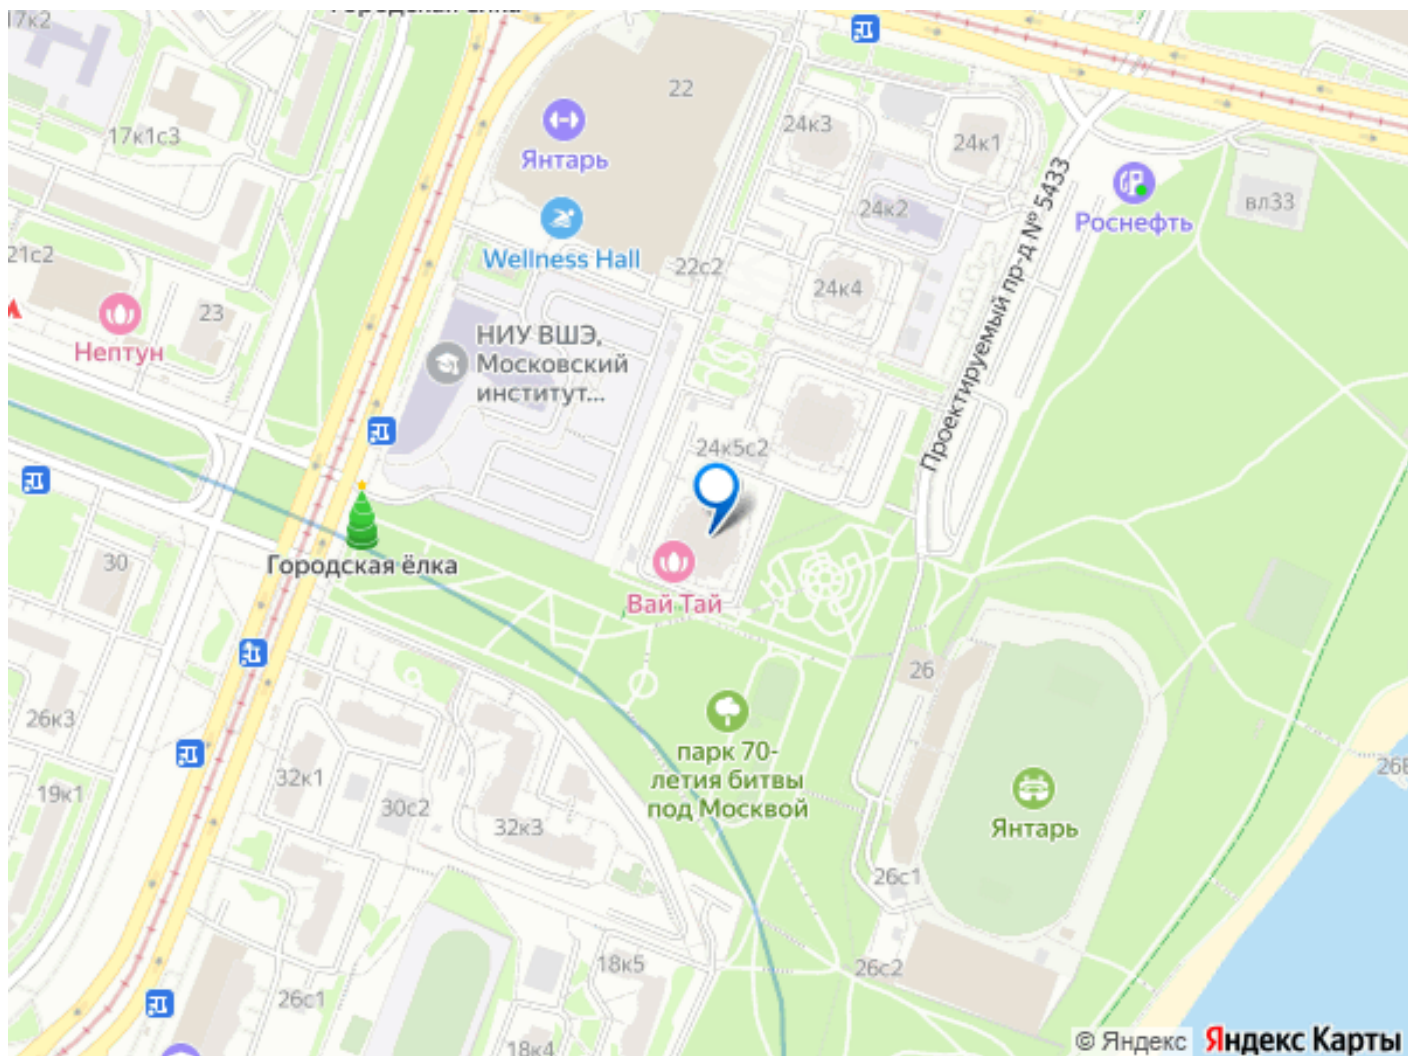 Городская ёлка
17к2
22
24к3
24к1
17к1с3
Янтарь
24к2
Роснефть
вл33
Проектируемый пр-д № 5433
21с2
Wellness Hall
22с2
24к4
23
Нептун
НИУ ВШЭ,
Московский
институт...
24к5с2
30
Городская ёлка
Вай Тай
26
26к3
парк 70-
летия битвы
под Москвой
32к1
30с2
32к3
19к1
Янтарь
26с1
18к5
26с2
26с1
18к4
© Яндекс Яндекс Карты